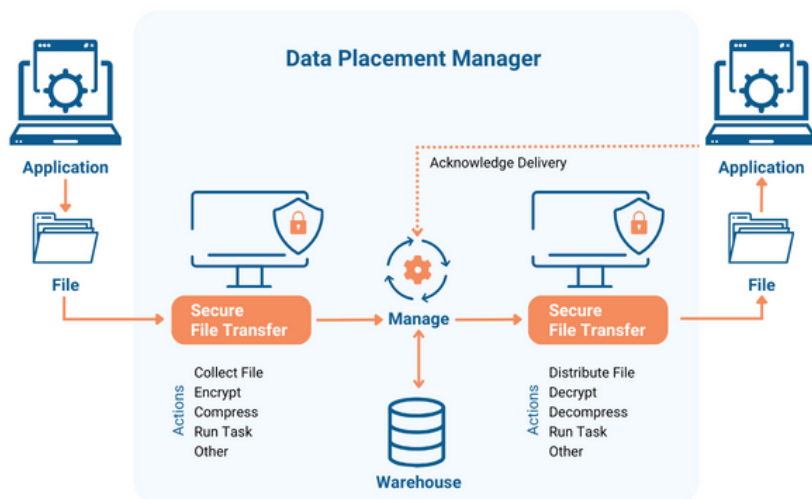 Data Placement Manager
Application
File
Secure
File Transfer
Actions
Collect File
Encrypt
Compress
Run Task
Other
Acknowledge Delivery
Manage
Warehouse
Secure
File Transfer
Actions
Distribute File
Decrypt
Decompress
Run Task
Other
Application
File